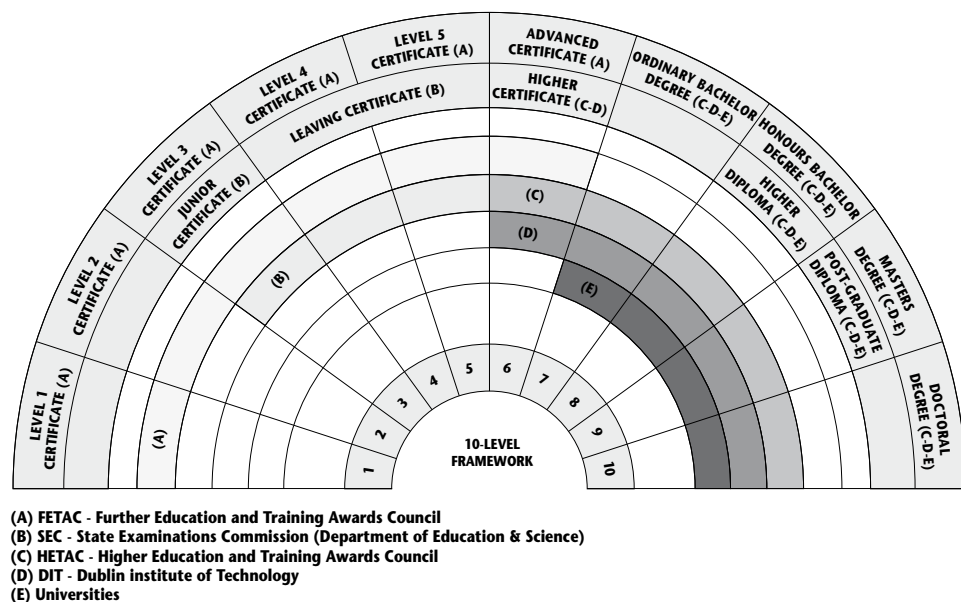 LEVEL 1
CERTIFICATE (A)
LEVEL 2
CERTIFICATE (A)
LEVEL 3
CERTIFICATE (A)
JUNIOR
CERTIFICATE (B)
LEVEL 4
CERTIFICATE (A)
LEVEL 5
CERTIFICATE (A)
LEAVING CERTIFICATE (B)
ADVANCED
CERTIFICATE (A)
HIGHER
CERTIFICATE (C-D)
ORDINARY BACHELOR
DEGREE (C-D-E)
HONOURS BACHELOR
DEGREE (C-D-E)
HIGHER
DIPLOMA (C-D-E)
MASTERS
DEGREE (C-D-E)
POST-GRADUATE
DIPLOMA (C-D-E)
DOCTORAL
DEGREE (C-D-E)
(A)
(B)
(C)
(D)
(E)
1
2
3
4
5
6
7
8
9
10
10-LEVEL
FRAMEWORK
(A) FETAC - Further Education and Training Awards Council
(B) SEC - State Examinations Commission (Department of Education & Science)
(C) HETAC - Higher Education and Training Awards Council
(D) DIT - Dublin institute of Technology
(E) Universities